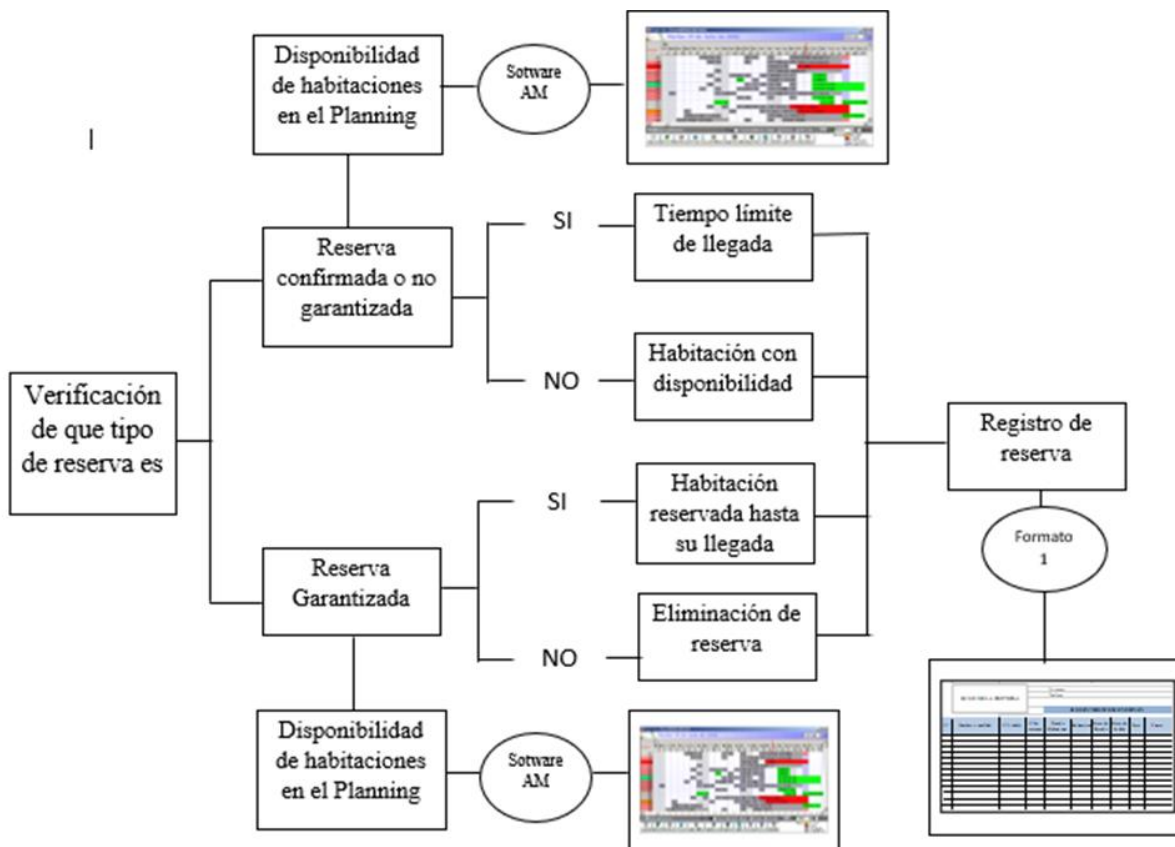 Disponibilidad
de habitaciones
en el Planning
Sotware
AM
Reserva
confirmada o no
garantizada
SI
Tiempo límite
de llegada
NO
Habitación con
disponibilidad
Verificación
de que tipo
de reserva es
Registro de
reserva
Formato
1
Reserva
Garantizada
SI
Habitación
reservada hasta
su llegada
NO
Eliminación de
reserva
Disponibilidad
de habitaciones
en el Planning
Sotware
AM